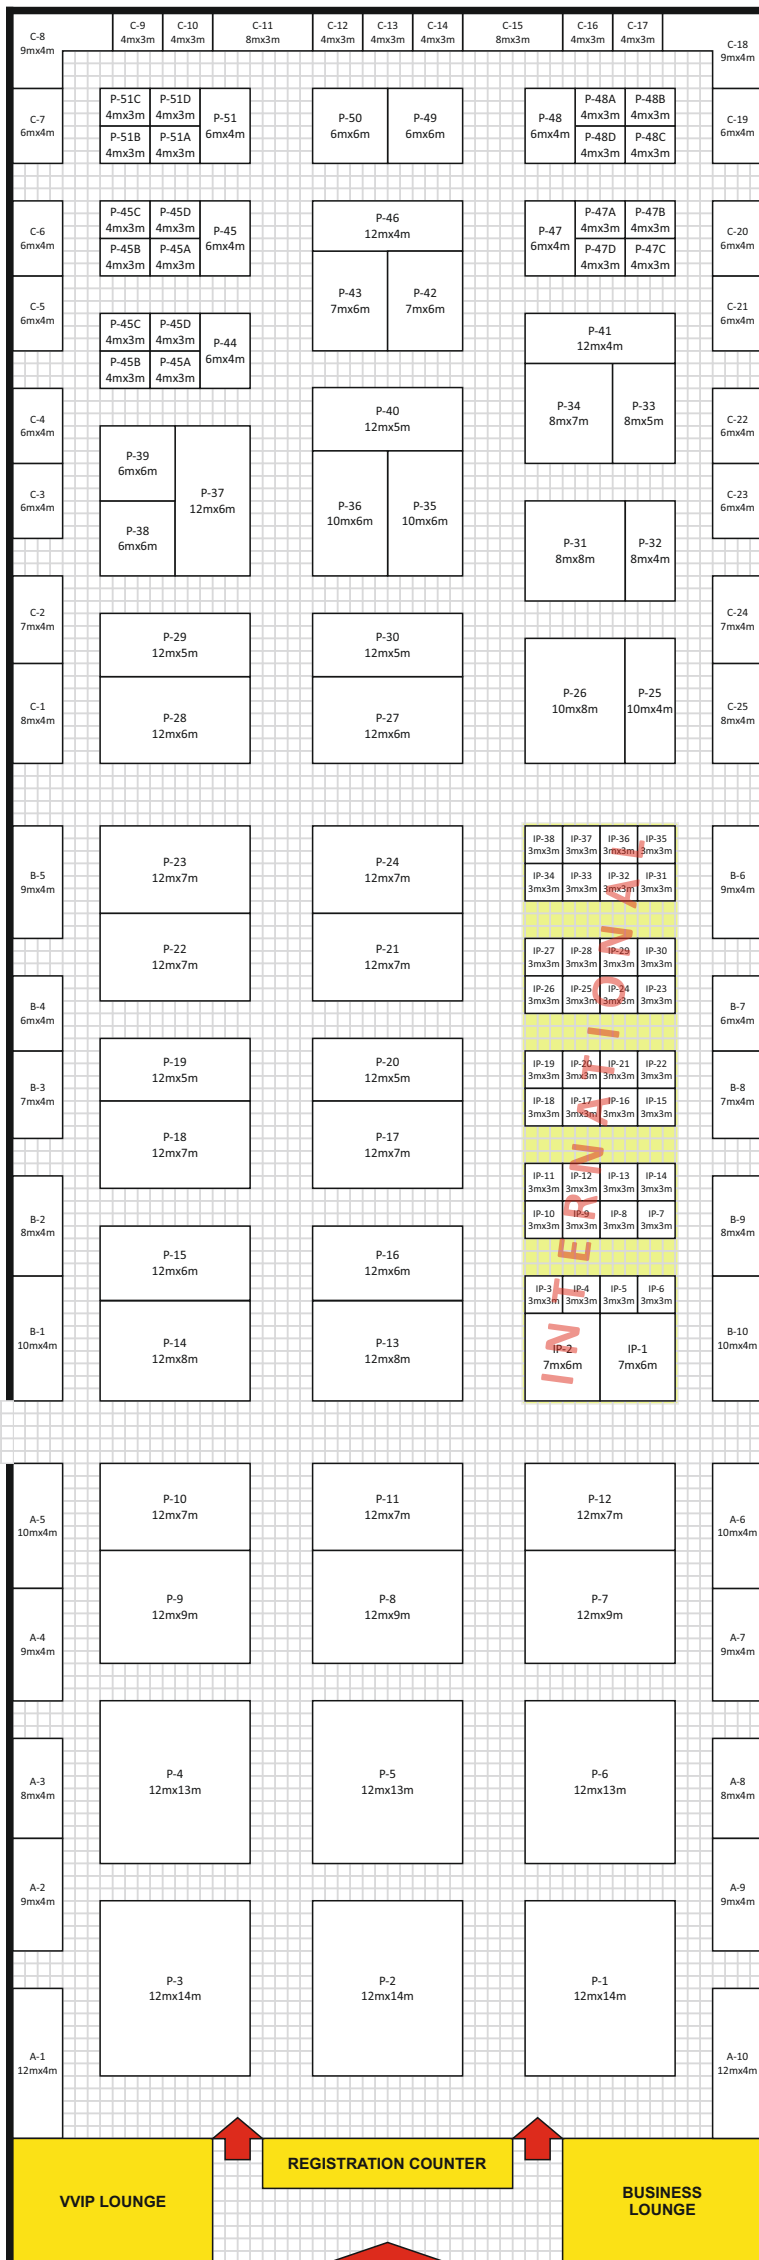 C-8
9mx4m
C-9
4mx3m
C-10
4mx3m
C-11
8mx3m
C-12
4mx3m
C-13
4mx3m
C-14
4mx3m
C-15
8mx3m
C-16
4mx3m
C-17
4mx3m
C-18
9mx4m
C-7
6mx4m
P-51C
4mx3m
P-51D
4mx3m
P-51B
4mx3m
P-51A
4mx3m
P-51
6mx4m
P-50
6mx6m
P-49
6mx6m
P-48
6mx4m
P-48A
4mx3m
P-48B
4mx3m
P-48D
4mx3m
P-48C
4mx3m
C-19
6mx4m
C-6
6mx4m
P-45C
4mx3m
P-45D
4mx3m
P-45B
4mx3m
P-45A
4mx3m
P-45
6mx4m
P-46
12mx4m
P-47
6mx4m
P-47A
4mx3m
P-47B
4mx3m
P-47D
4mx3m
P-47C
4mx3m
C-20
6mx4m
C-5
6mx4m
P-43
7mx6m
P-42
7mx6m
C-21
6mx4m
P-45C
4mx3m
P-45D
4mx3m
P-45B
4mx3m
P-45A
4mx3m
P-44
6mx4m
P-41
12mx4m
C-4
6mx4m
P-40
12mx5m
P-34
8mx7m
P-33
8mx5m
C-22
6mx4m
C-3
6mx4m
P-39
6mx6m
P-37
12mx6m
P-38
6mx6m
P-36
10mx6m
P-35
10mx6m
C-23
6mx4m
P-31
8mx8m
P-32
8mx4m
C-2
7mx4m
P-29
12mx5m
P-30
12mx5m
C-24
7mx4m
C-1
8mx4m
P-28
12mx6m
P-27
12mx6m
P-26
10mx8m
P-25
10mx4m
C-25
8mx4m
B-5
9mx4m
P-23
12mx7m
P-24
12mx7m
IP-38
3mx3m
IP-37
3mx3m
IP-36
3mx3m
IP-35
3mx3m
IP-34
3mx3m
IP-33
3mx3m
IP-32
3mx3m
IP-31
3mx3m
B-6
9mx4m
P-22
12mx7m
P-21
12mx7m
IP-27
3mx3m
IP-28
3mx3m
IP-29
3mx3m
IP-30
3mx3m
IP-26
3mx3m
IP-25
3mx3m
IP-24
3mx3m
IP-23
3mx3m
B-4
6mx4m
B-7
6mx4m
B-3
7mx4m
P-19
12mx5m
P-20
12mx5m
IP-19
3mx3m
IP-20
3mx3m
IP-21
3mx3m
IP-22
3mx3m
IP-18
3mx3m
IP-17
3mx3m
IP-16
3mx3m
IP-15
3mx3m
B-8
7mx4m
P-18
12mx7m
P-17
12mx7m
IP-11
3mx3m
IP-12
3mx3m
IP-13
3mx3m
IP-14
3mx3m
IP-10
3mx3m
IP-9
3mx3m
IP-8
3mx3m
IP-7
3mx3m
B-2
8mx4m
P-15
12mx6m
P-16
12mx6m
B-9
8mx4m
IP-3
3mx3m
IP-4
3mx3m
IP-5
3mx3m
IP-6
3mx3m
B-1
10mx4m
P-14
12mx8m
P-13
12mx8m
IP-2
7mx6m
IP-1
7mx6m
B-10
10mx4m
INTERNATIONAL
A-5
10mx4m
P-10
12mx7m
P-11
12mx7m
P-12
12mx7m
A-6
10mx4m
P-9
12mx9m
P-8
12mx9m
P-7
12mx9m
A-4
9mx4m
A-7
9mx4m
A-3
8mx4m
P-4
12mx13m
P-5
12mx13m
P-6
12mx13m
A-8
8mx4m
A-2
9mx4m
A-9
9mx4m
P-3
12mx14m
P-2
12mx14m
P-1
12mx14m
A-1
12mx4m
A-10
12mx4m
REGISTRATION COUNTER
VVIP LOUNGE
BUSINESS
LOUNGE